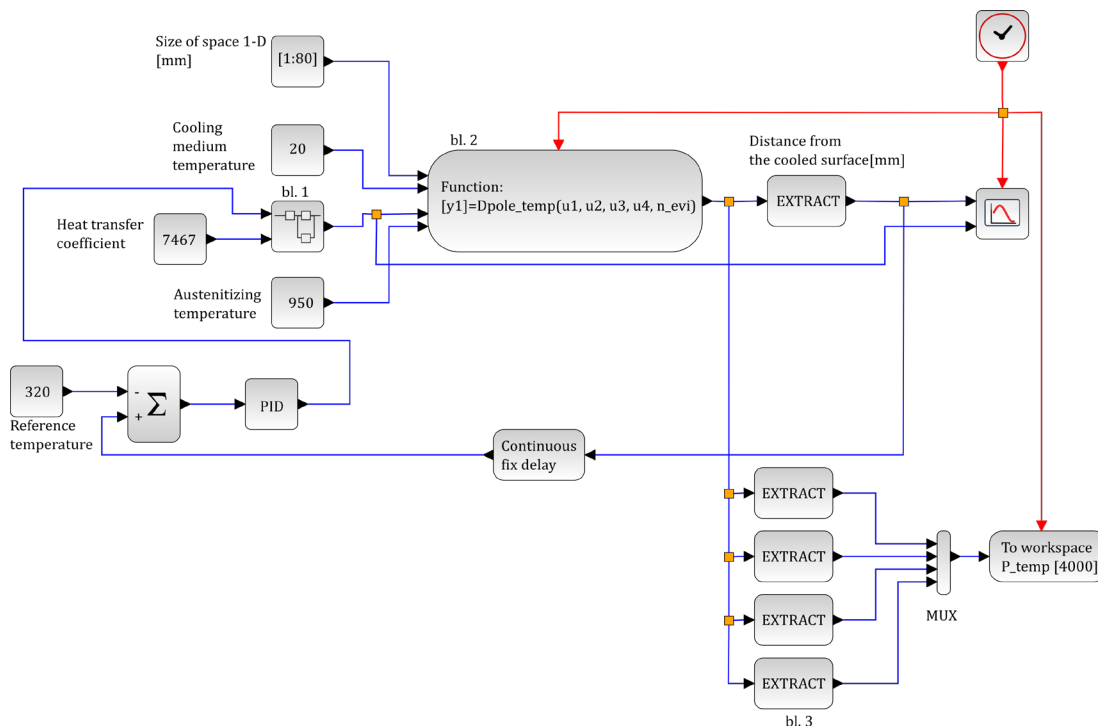 Size of space 1-D
[mm]
[1:80]
Cooling
medium
temperature
20
bl. 1
Heat transfer
coefficient
7467
Austenitizing
temperature
950
bl. 2
Function:
[y1]=Dpole_temp(u1, u2, u3, u4, n_evi)
Distance from
the cooled surface[mm]
EXTRACT
320
Reference
temperature
-
+
Σ
PID
Continuous
fix delay
EXTRACT
EXTRACT
EXTRACT
EXTRACT
bl. 3
MUX
To workspace
P_temp [4000]